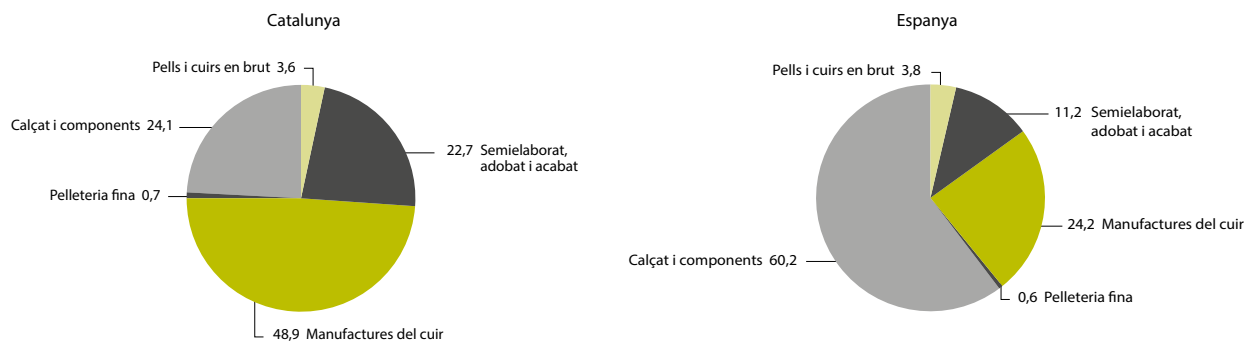 Catalunya
Pells i cuirs en brut 3,6
Calçat i components 24,1
22,7 Semielaborat,
adobat i acabat
Pelleteria fina 0,7
48,9 Manufactures del cuir
Espanya
Pells i cuirs en brut 3,8
11,2 Semielaborat,
adobat i acabat
24,2 Manufactures del cuir
Calçat i components 60,2
0,6 Pelleteria fina